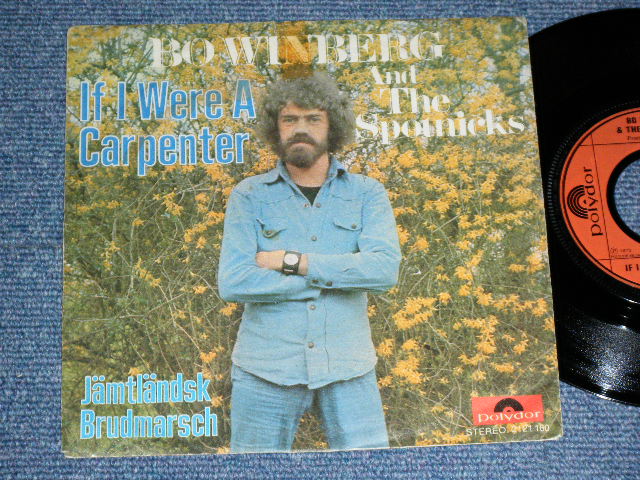 BO WINBERG
And
The
Spotnicks
If I Were A
Carpenter
Jämtländsk
Brudmarsch
Polydor
STEREO 2121 160
BO
& THE
Polydor
IF I